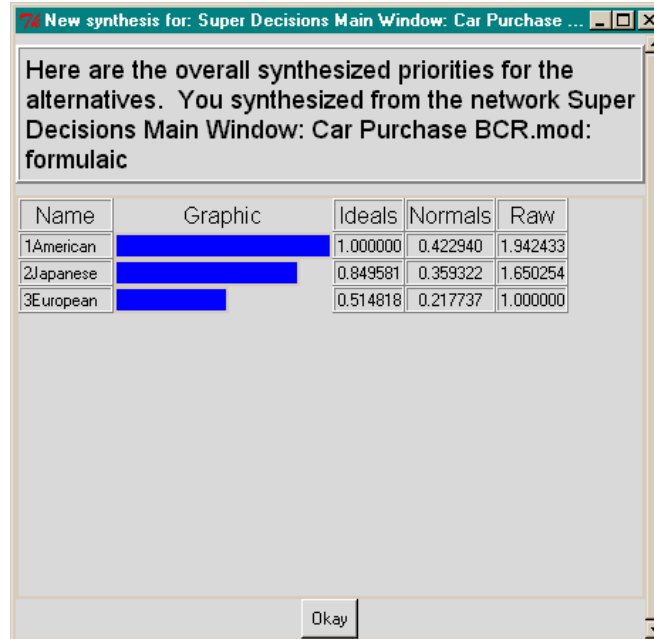 New synthesis for: Super Decisions Main Window: Car Purchase ...
Here are the overall synthesized priorities for the
alternatives. You synthesized from the network Super
Decisions Main Window: Car Purchase BCR.mod:
formulaic
Name Graphic Ideals Normals Raw
1American 1.000000 0.422940 1.942433
2Japanese 0.849581 0.359322 1.650254
3European 0.514818 0.217737 1.000000
Okay